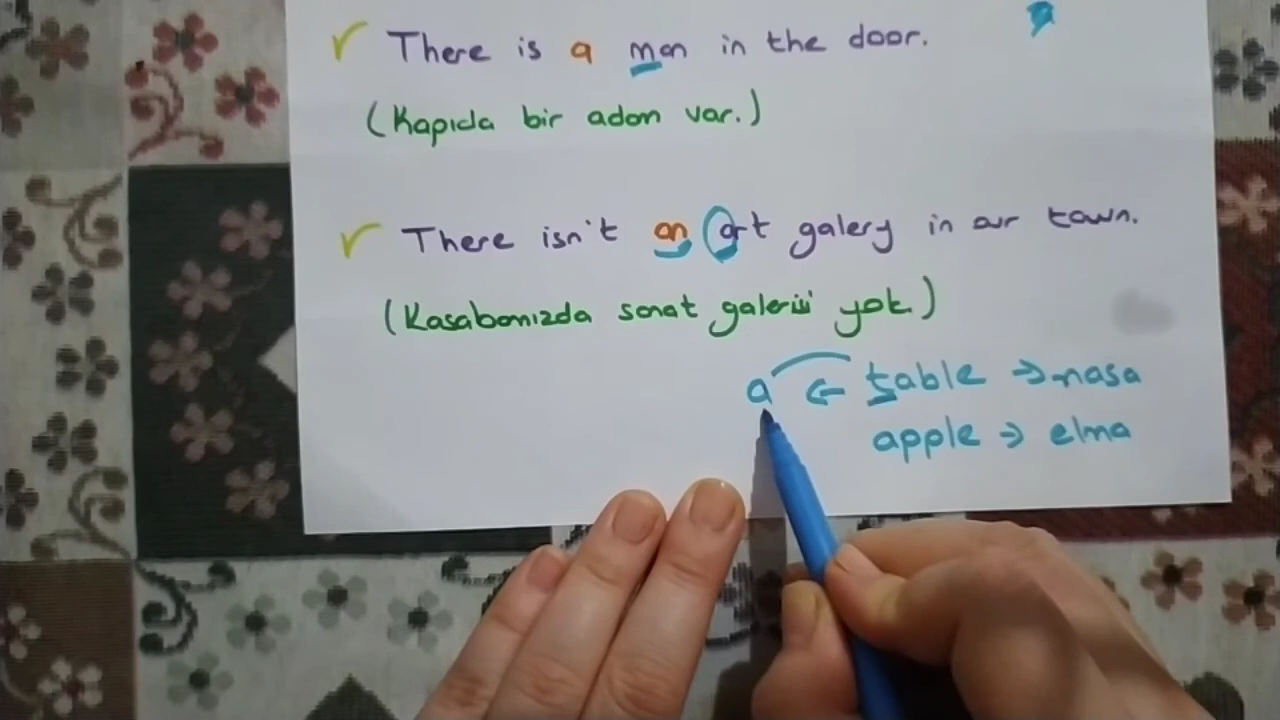 There is a man in the door.
(Kapıda bir adam var.)
There isn't an art galery in our town.
(Kasabamızda sanat galerisi yok.)
a ← table → masa
apple → elma